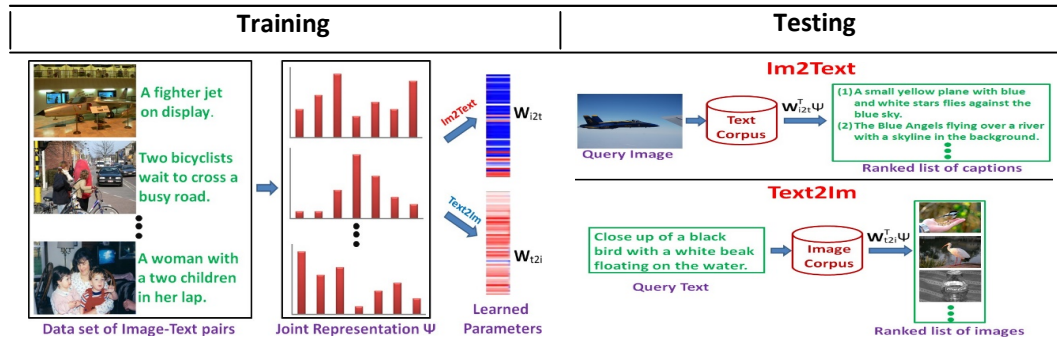 Training
Testing
A fighter jet
on display.
Two bicyclists
wait to cross a
busy road.
A woman with
a two children
in her lap.
Data set of Image-Text pairs
Joint Representation Ψ
Im2Text
Text2Im
W_i2t
W_t2i
Learned
Parameters
Im2Text
Query Image
Text
Corpus
W^T_i2t Ψ
(1) A small yellow plane with blue
and white stars flies against the
blue sky.
(2) The Blue Angels flying over a river
with a skyline in the background.
Ranked list of captions
Text2Im
Close up of a black
bird with a white beak
floating on the water.
Query Text
Image
Corpus
W^T_t2i Ψ
Ranked list of images